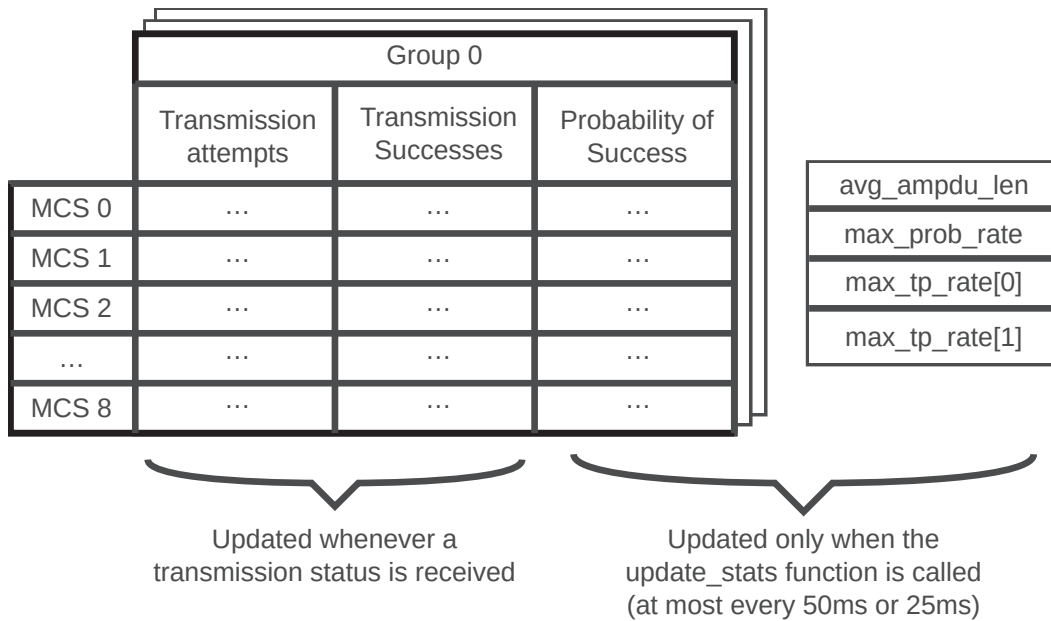 Group 0
Transmission
attempts
Transmission
Successes
Probability of
Success
MCS 0 ... ... ...
MCS 1 ... ... ...
MCS 2 ... ... ...
... ... ... ...
MCS 8 ... ... ...
avg_ampdu_len
max_prob_rate
max_tp_rate[0]
max_tp_rate[1]
Updated whenever a
transmission status is received
Updated only when the
update_stats function is called
(at most every 50ms or 25ms)